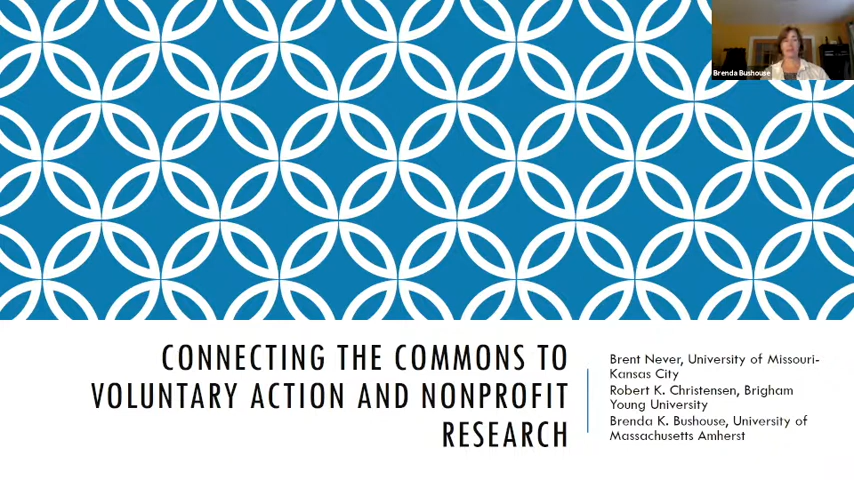 Brenda Bushouse
CONNECTING THE COMMONS TO
VOLUNTARY ACTION AND NONPROFIT
RESEARCH
Brent Never, University of Missouri-
Kansas City
Robert K. Christensen, Brigham
Young University
Brenda K. Bushouse, University of
Massachusetts Amherst